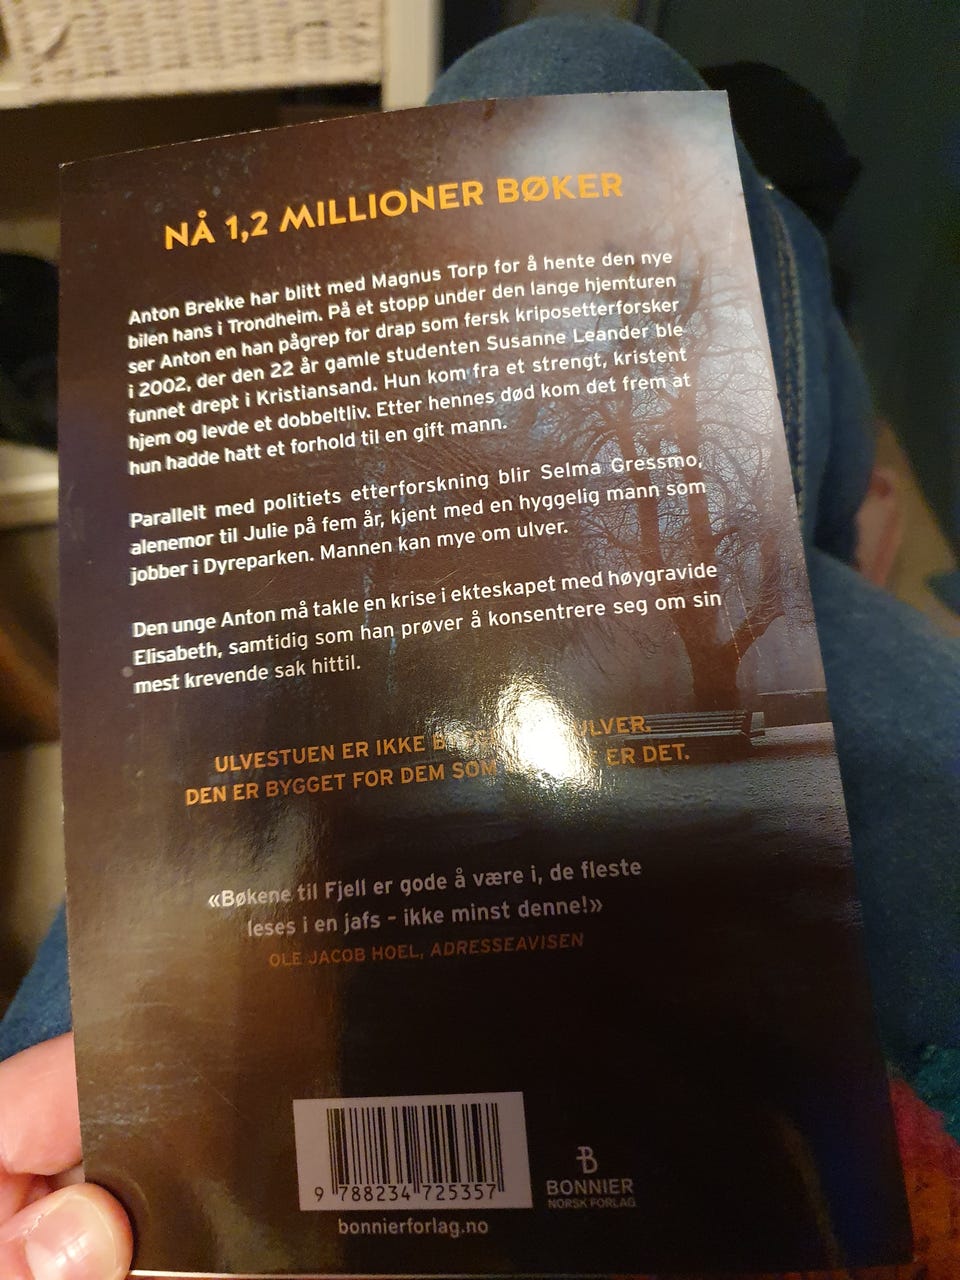 NÅ 1,2 MILLIONER BØKER
Anton Brekke har blitt med Magnus Torp for å hente den nye
bilen hans i Trondheim. På et stopp under den lange hjemturen
ser Anton en han pågrep for drap som fersk kriposetterforsker
i 2002, der den 22 år gamle studenten Susanne Leander ble
funnet drept i Kristiansand. Hun kom fra et strengt, kristent
hjem og levde et dobbeltliv. Etter hennes død kom det frem at
hun hadde hatt et forhold til en gift mann.
Parallelt med politiets etterforskning blir Selma Gressmo,
alenemor til Julie på fem år, kjent med en hyggelig mann som
jobber i Dyreparken. Mannen kan mye om ulver.
Den unge Anton må takle en krise i ekteskapet med høygravide
Elisabeth, samtidig som han prøver å konsentrere seg om sin
mest krevende sak hittil.
ULVESTUEN ER IKKE ULVER.
DEN ER BYGGET FOR DEM SOM ER DET.
«Bøkene til Fjell er gode å være i, de fleste
leses i en jafs – ikke minst denne!»
OLE JACOB HOEL, ADRESSEAVISEN
9 788234 725357
B
BONNIER
NORSK FORLAG
bonnierforlag.no